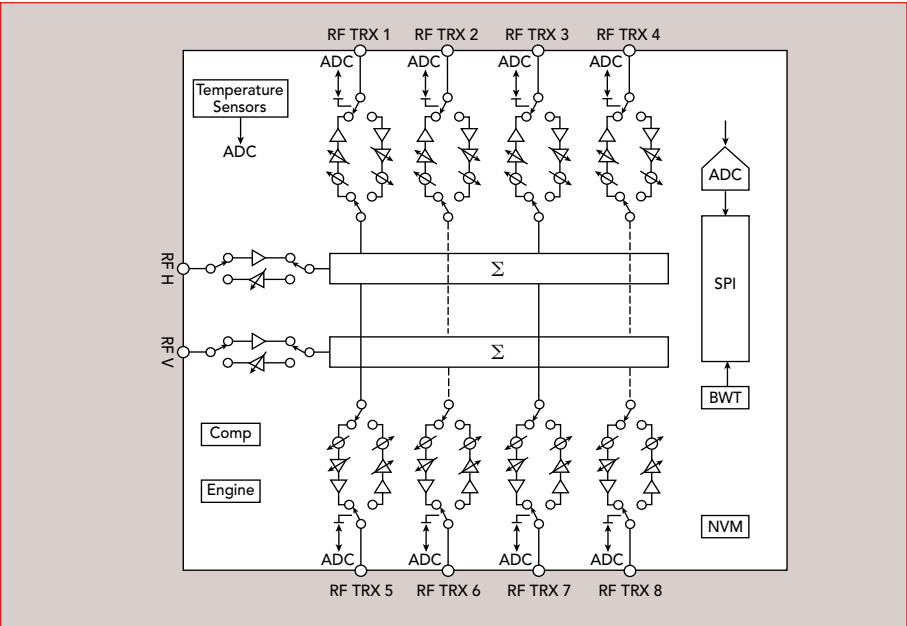 RF TRX 1 RF TRX 2 RF TRX 3 RF TRX 4
ADC ADC ADC ADC
Temperature
Sensors
ADC
ADC
RF H
Σ
SPI
RF V
Σ
BWT
Comp
Engine
NVM
ADC ADC ADC ADC
RF TRX 5 RF TRX 6 RF TRX 7 RF TRX 8